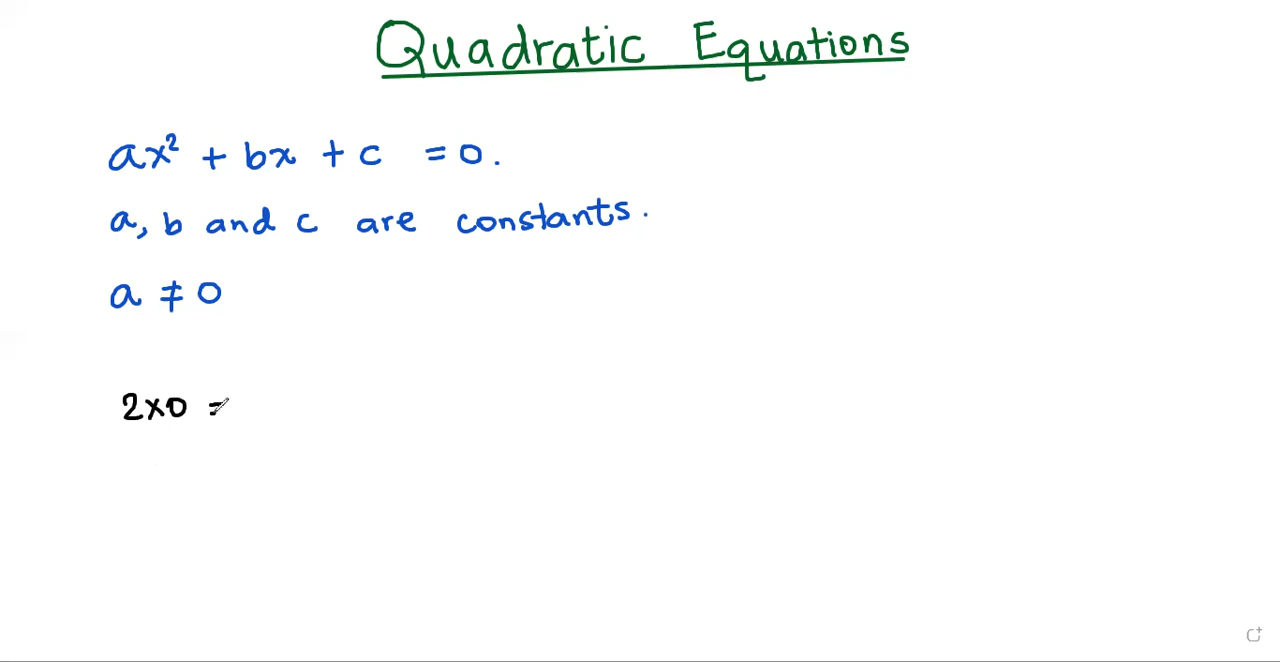 Quadratic Equations
ax² + bx + c = 0.
a, b and c are constants.
a ≠ 0
2×0 =